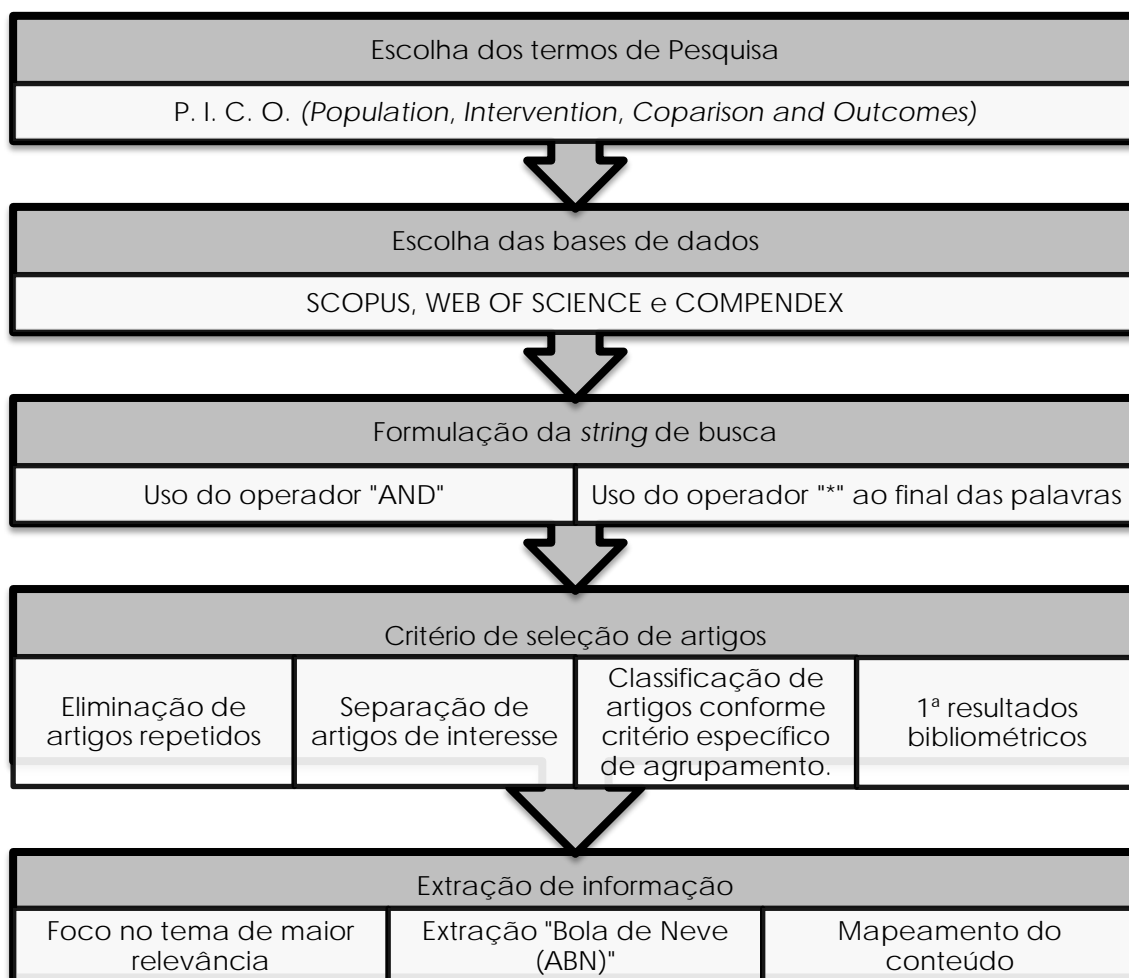 Escolha dos termos de Pesquisa
P. I. C. O. (Population, Intervention, Coparison and Outcomes)
Escolha das bases de dados
SCOPUS, WEB OF SCIENCE e COMPENDEX
Formulação da string de busca
Uso do operador "AND"
Uso do operador "*" ao final das palavras
Critério de seleção de artigos
Eliminação de
artigos repetidos
Separação de
artigos de interesse
Classificação de
artigos conforme
critério específico
de agrupamento.
1ª resultados
bibliométricos
Extração de informação
Foco no tema de maior
relevância
Extração "Bola de Neve
(ABN)"
Mapeamento do
conteúdo